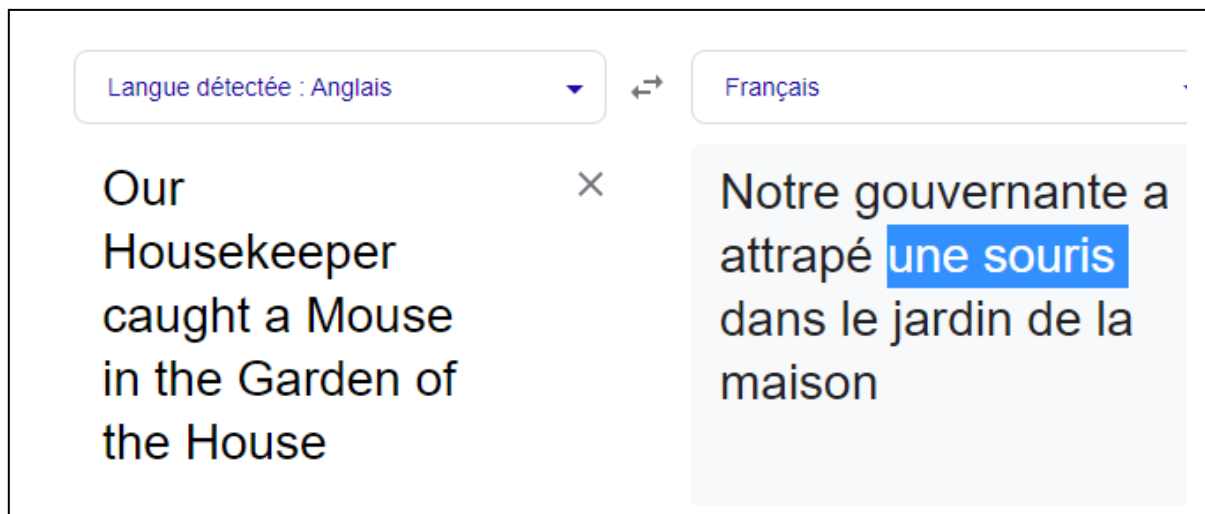 Langue détectée : Anglais
Français
Our
Housekeeper
caught a Mouse
in the Garden of
the House
Notre gouvernante a
attrapé une souris
dans le jardin de la
maison